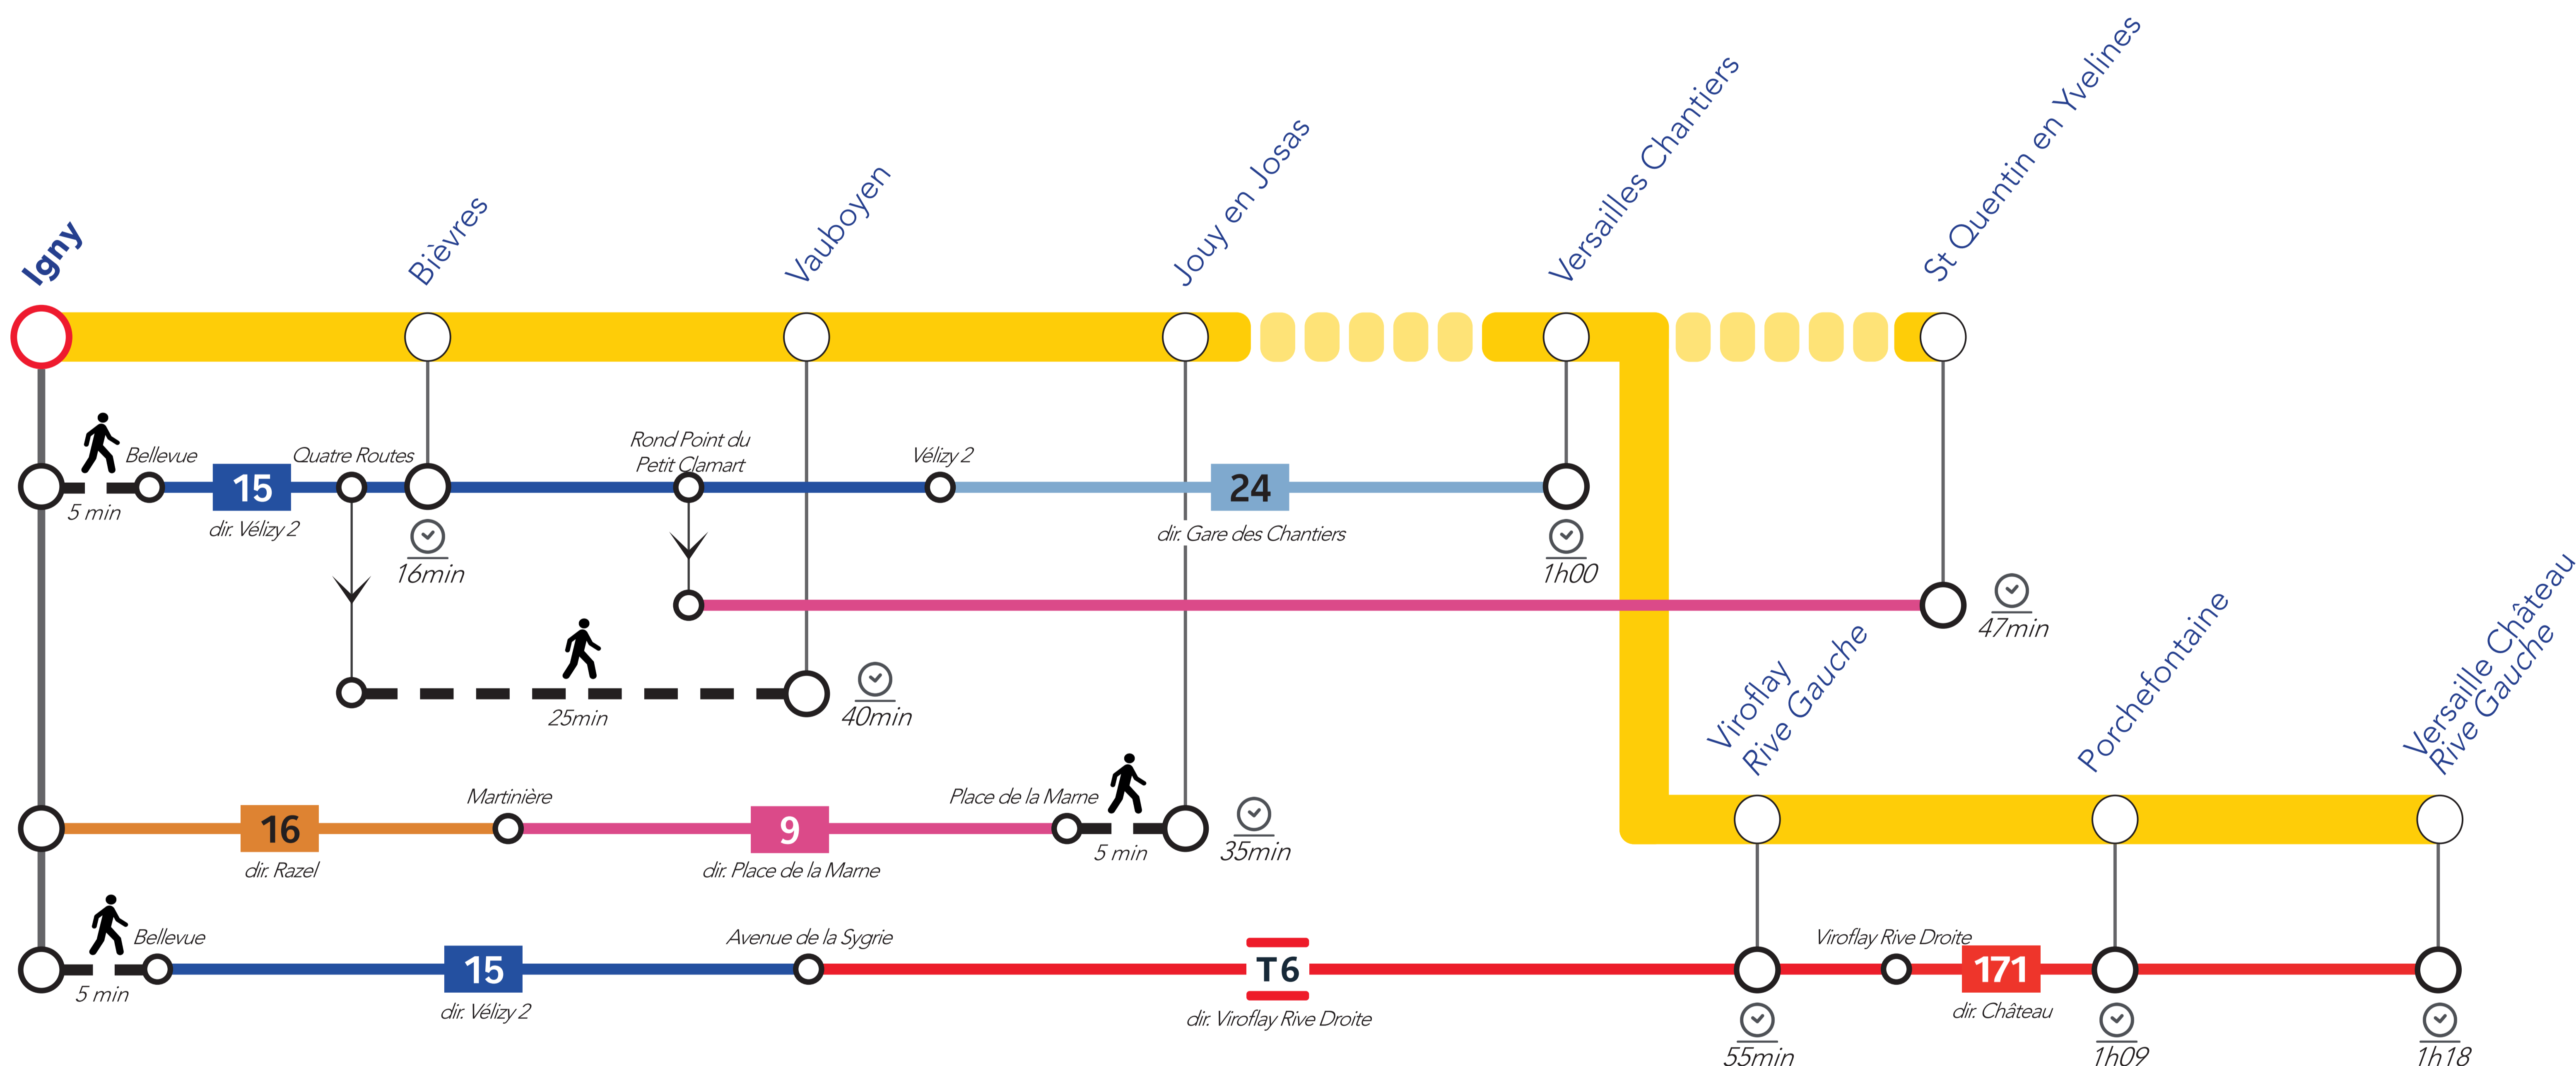 Igny
Bièvres
Vauboyen
Jouy en Josas
Versailles Chantiers
St Quentin en Yvelines
Bellevue
Quatre Routes
Rond Point du
Petit Clamart
Vélizy 2
5 min
15
dir. Vélizy 2
24
dir. Gare des Chantiers
16min
1h00
47min
25min
40min
Viroflay
Rive Gauche
Porchefontaine
Versaille Château
Rive Gauche
Martinière
Place de la Marne
16
dir. Razel
9
dir. Place de la Marne
5 min
35min
Bellevue
Avenue de la Sygrie
Viroflay Rive Droite
5 min
15
dir. Vélizy 2
T6
dir. Viroflay Rive Droite
171
dir. Château
55min
1h09
1h18